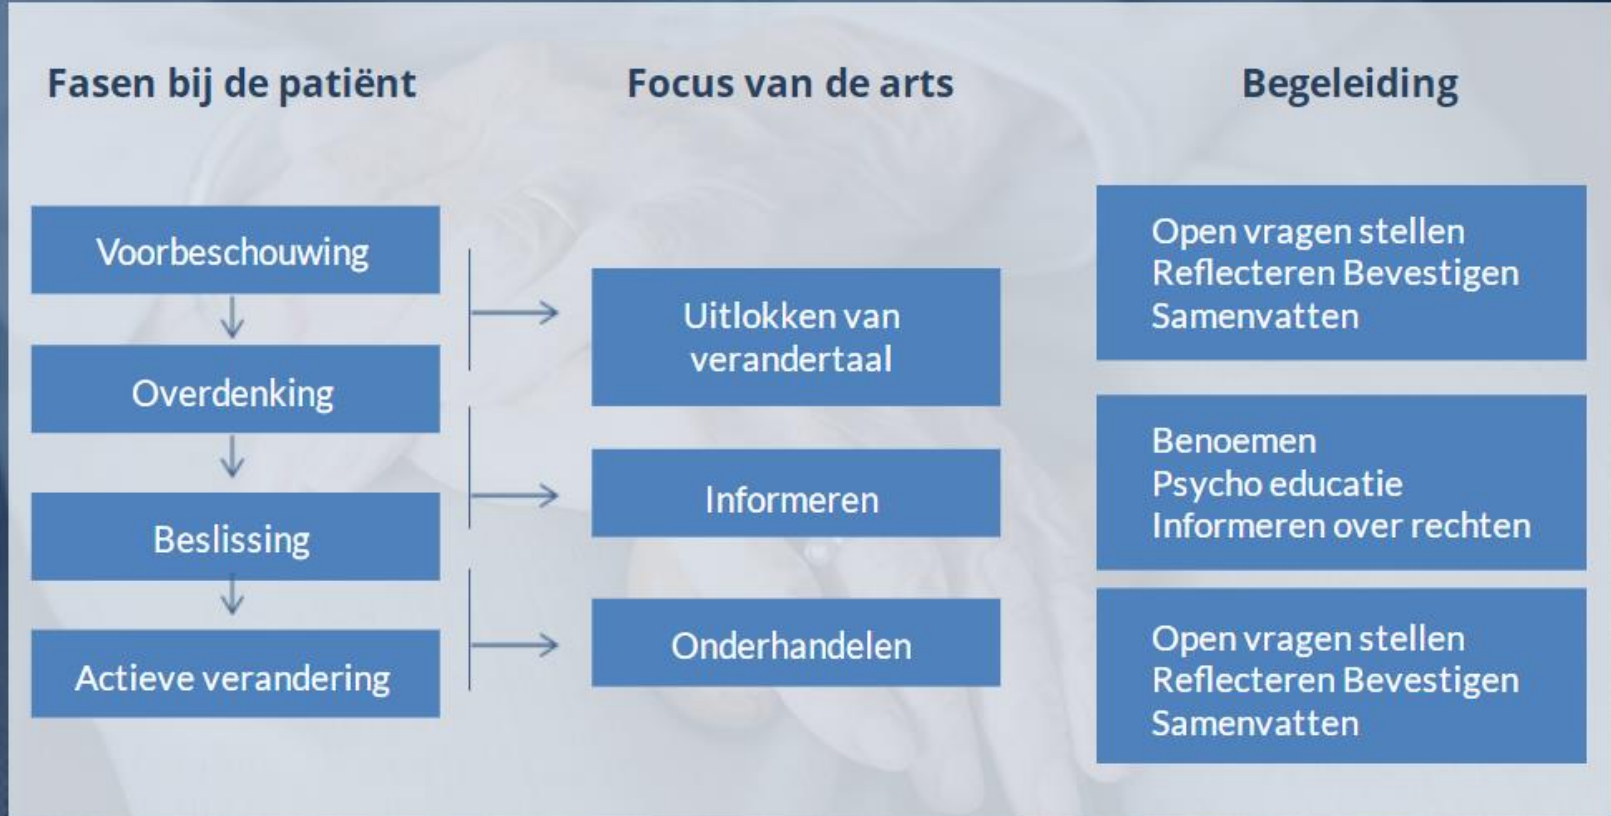 Fasen bij de patiënt
Voorbeschouwing
Overdenking
Beslissing
Actieve verandering
Focus van de arts
Uitlokken van
verandertaal
Informeren
Onderhandelen
Begeleiding
Open vragen stellen
Reflecteren Bevestigen
Samenvatten
Benoemen
Psycho educatie
Informeren over rechten
Open vragen stellen
Reflecteren Bevestigen
Samenvatten